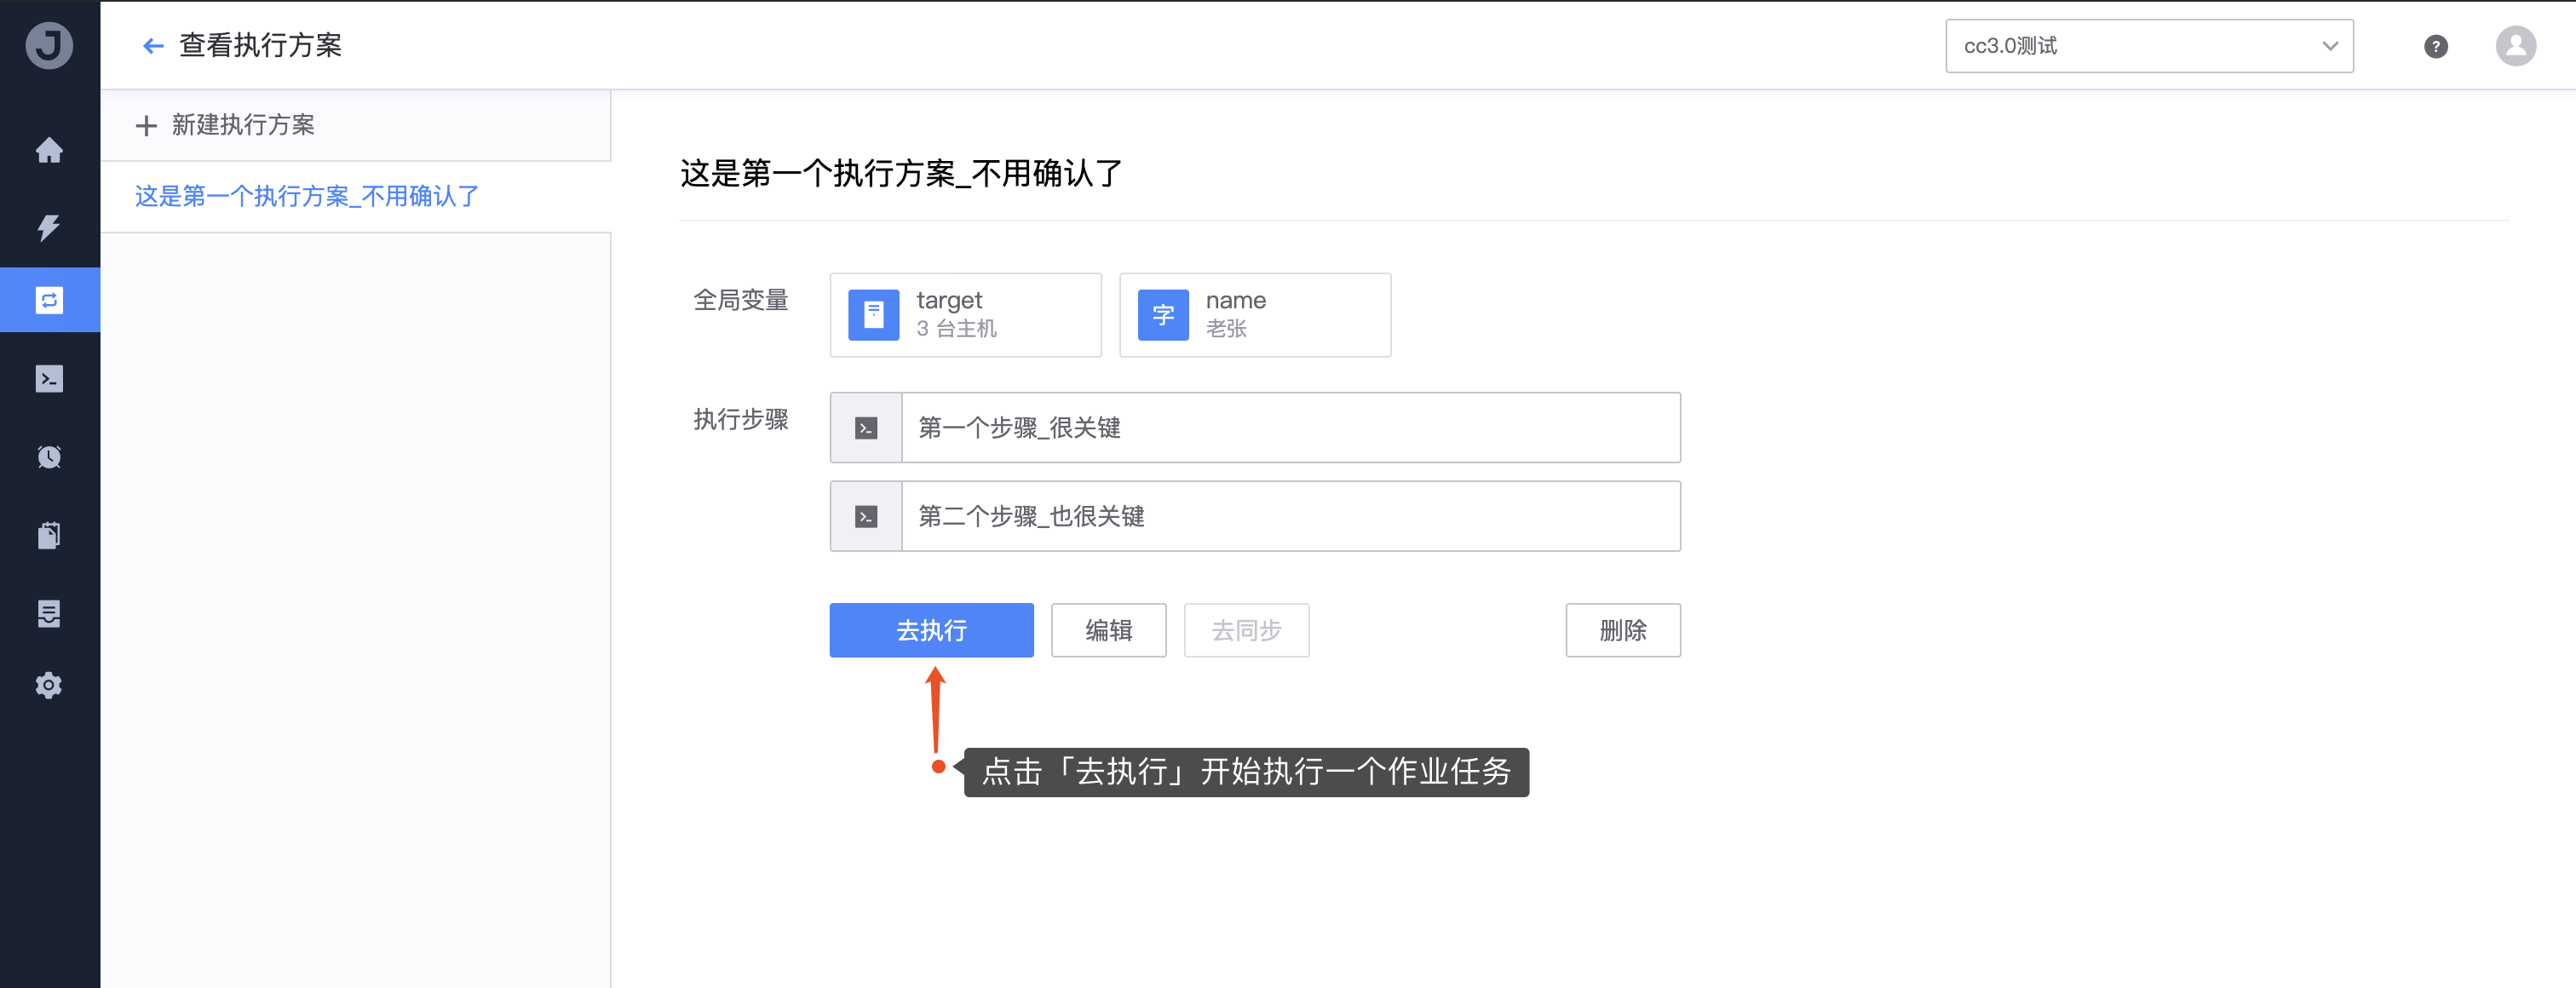 J
查看执行方案
cc3.0测试
?
新建执行方案
这是第一个执行方案_不用确认了
这是第一个执行方案_不用确认了
全局变量
target
3 台主机
字
name
老张
执行步骤
第一个步骤_很关键
第二个步骤_也很关键
去执行
编辑
去同步
删除
点击「去执行」开始执行一个作业任务